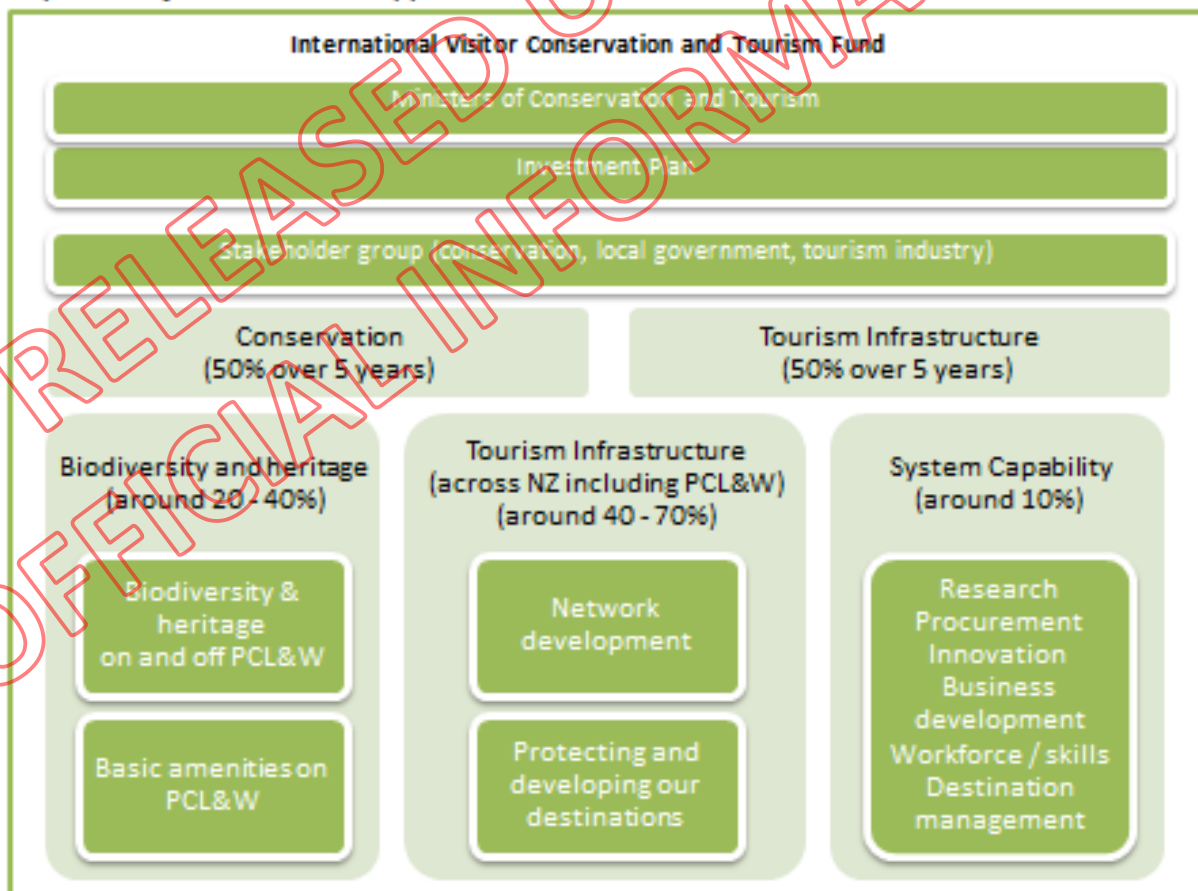 International Visitor Conservation and Tourism Fund
Ministers of Conservation and Tourism
Investment Plan
Stakeholder group (conservation, local government, tourism industry)
Conservation
(50% over 5 years)
Tourism Infrastructure
(50% over 5 years)
Biodiversity and heritage
(around 20 - 40%)
Biodiversity &
heritage
on and off PCL&W
Basic amenities on
PCL&W
Tourism Infrastructure
(across NZ including PCL&W)
(around 40 - 70%)
Network
development
Protecting and
developing our
destinations
System Capability
(around 10%)
Research
Procurement
Innovation
Business
development
Workforce / skills
Destination
management
RELEASED
OFFICIAL